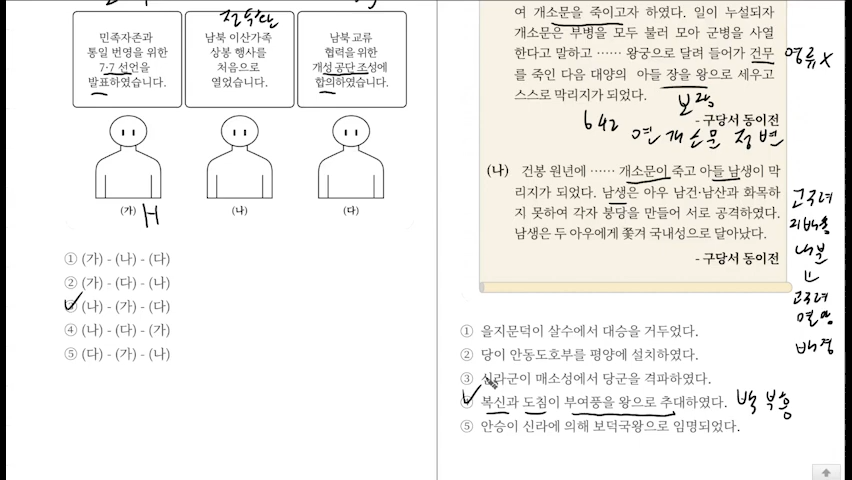 민족자존과
통일 번영을 위한
7·7 선언을
발표하였습니다.
남북 이산가족
상봉 행사를
처음으로
열었습니다.
남북 교류
협력을 위한
개성 공단 조성에
합의하였습니다.
(가)
(나)
(다)
H
① (가) - (나) - (다)
② (가) - (다) - (나)
③ (나) - (가) - (다)
④ (나) - (다) - (가)
⑤ (다) - (가) - (나)
여 개소문을 죽이고자 하였다. 일이 누설되자
개소문은 부병을 모두 불러 모아 군병을 사열
한다고 말하고 …… 왕궁으로 달려 들어가 건무
를 죽인 다음 대양의 아들 장을 왕으로 세우고
스스로 막리지가 되었다.
- 구당서 동이전
영류X
보장
642
연개소문 정변
(나) 건봉 원년에 …… 개소문이 죽고 아들 남생이 막
리지가 되었다. 남생은 아우 남건·남산과 화목하
지 못하여 각자 붕당을 만들어 서로 공격하였다.
남생은 두 아우에게 쫓겨 국내성으로 달아났다.
- 구당서 동이전
고구려
내분
고구려
멸망
① 을지문덕이 살수에서 대승을 거두었다.
② 당이 안동도호부를 평양에 설치하였다.
③ 신라군이 매소성에서 당군을 격파하였다.
④ 복신과 도침이 부여풍을 왕으로 추대하였다.
백 부흥
⑤ 안승이 신라에 의해 보덕국왕으로 임명되었다.